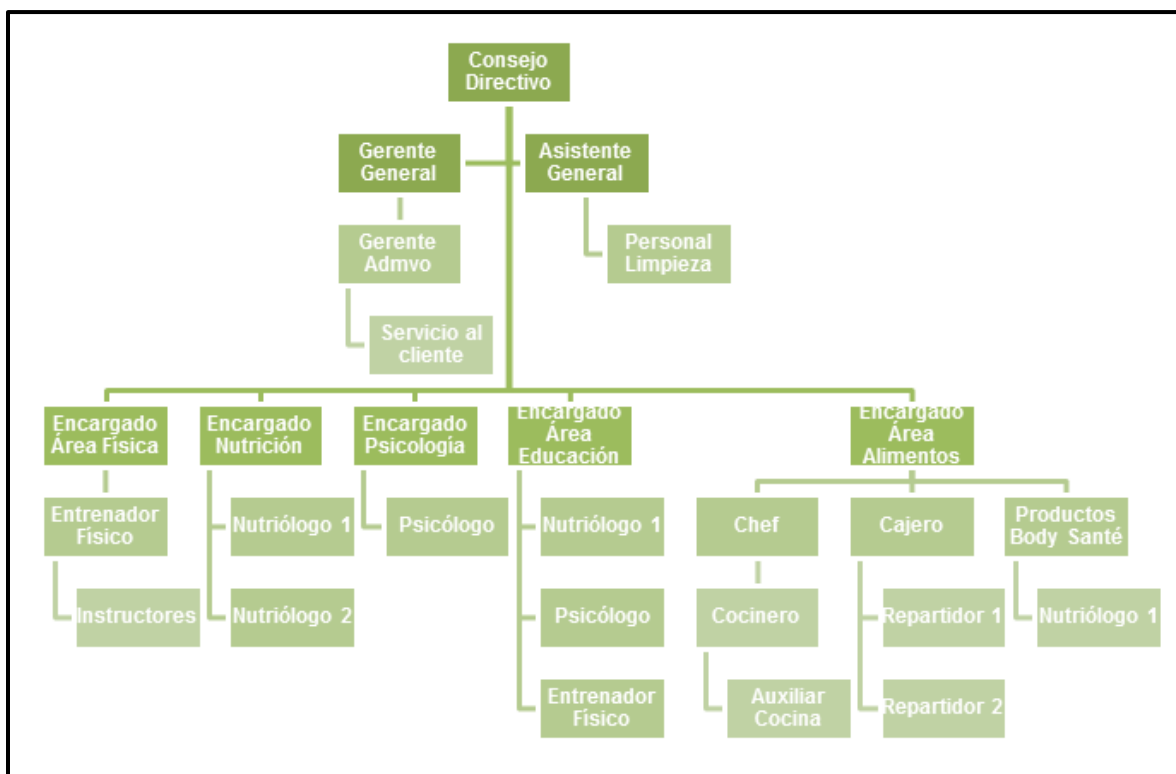 Consejo
Directivo
Gerente
General
Asistente
General
Gerente
Admvo
Personal
Limpieza
Servicio al
cliente
Encargado
Área Física
Encargado
Nutrición
Encargado
Psicología
Encargado
Área
Educación
Encargado
Área
Alimentos
Entrenador
Físico
Nutriólogo 1
Psicólogo
Nutriólogo 1
Chef
Cajero
Productos
Body Santé
Instructores
Nutriólogo 2
Psicólogo
Cocinero
Repartidor 1
Nutriólogo 1
Entrenador
Físico
Auxiliar
Cocina
Repartidor 2